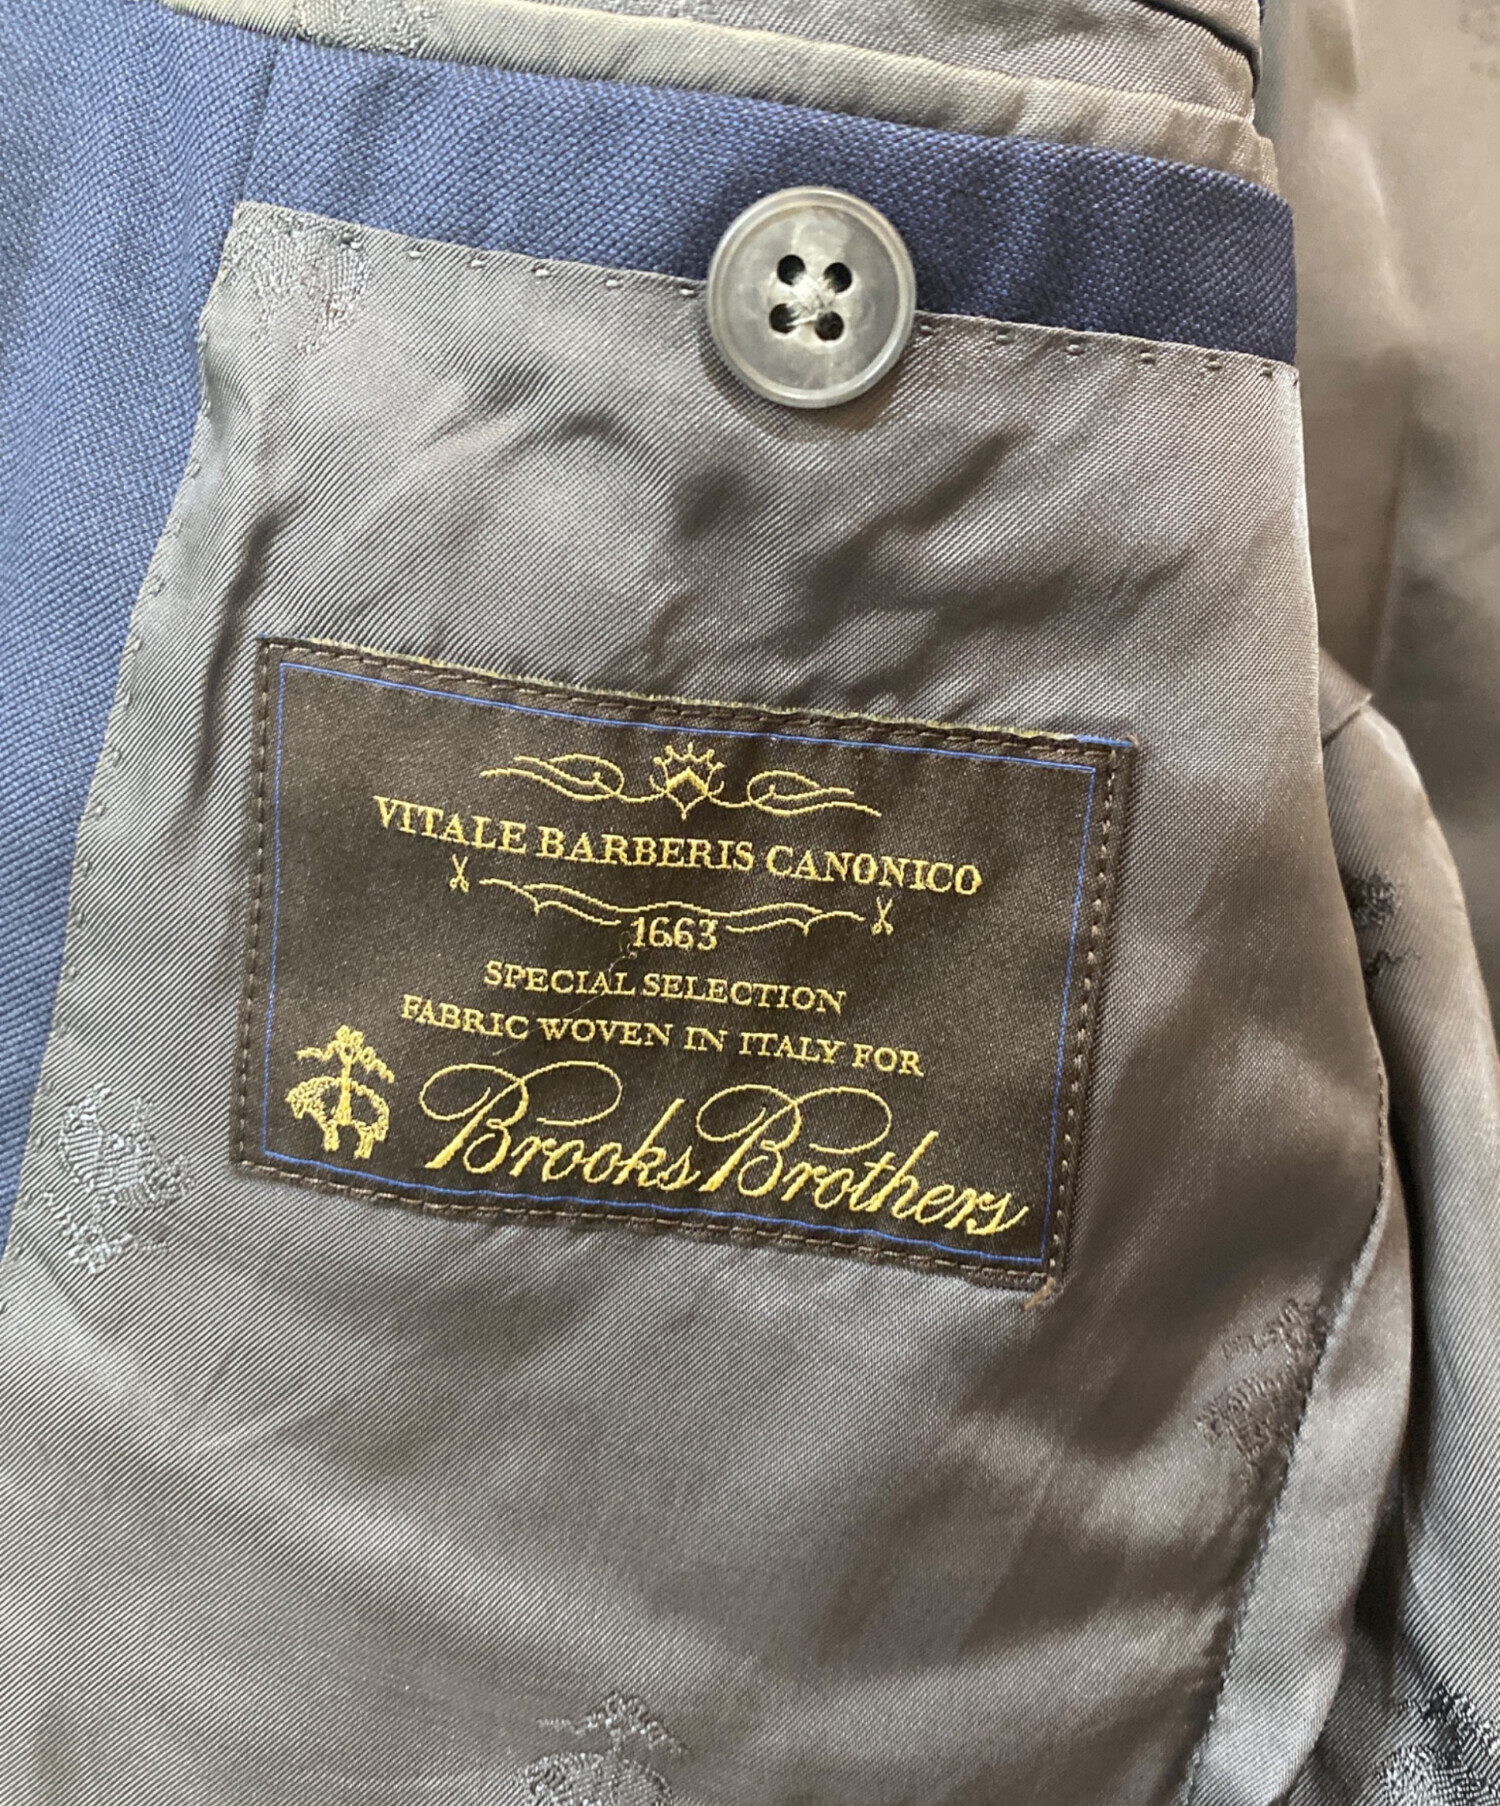 VITALE BARBERIS CANONICO
1663
SPECIAL SELECTION
FABRIC WOVEN IN ITALY FOR
Brooks Brothers